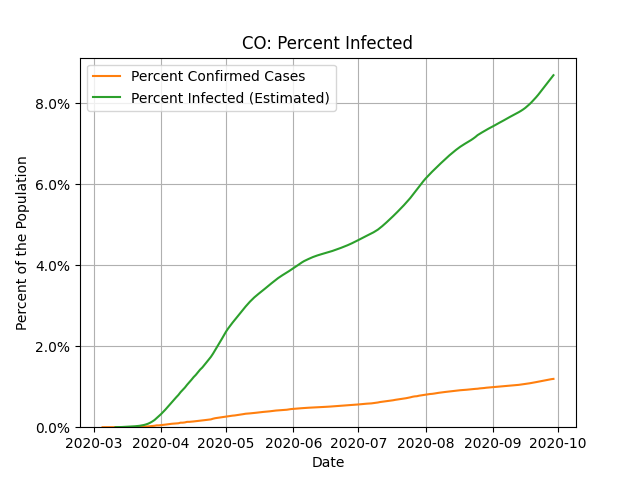 CO: Percent Infected
Percent Confirmed Cases
Percent Infected (Estimated)
8.0%
6.0%
4.0%
2.0%
0.0%
Percent of the Population
2020-03 2020-04 2020-05 2020-06 2020-07 2020-08 2020-09 2020-10
Date